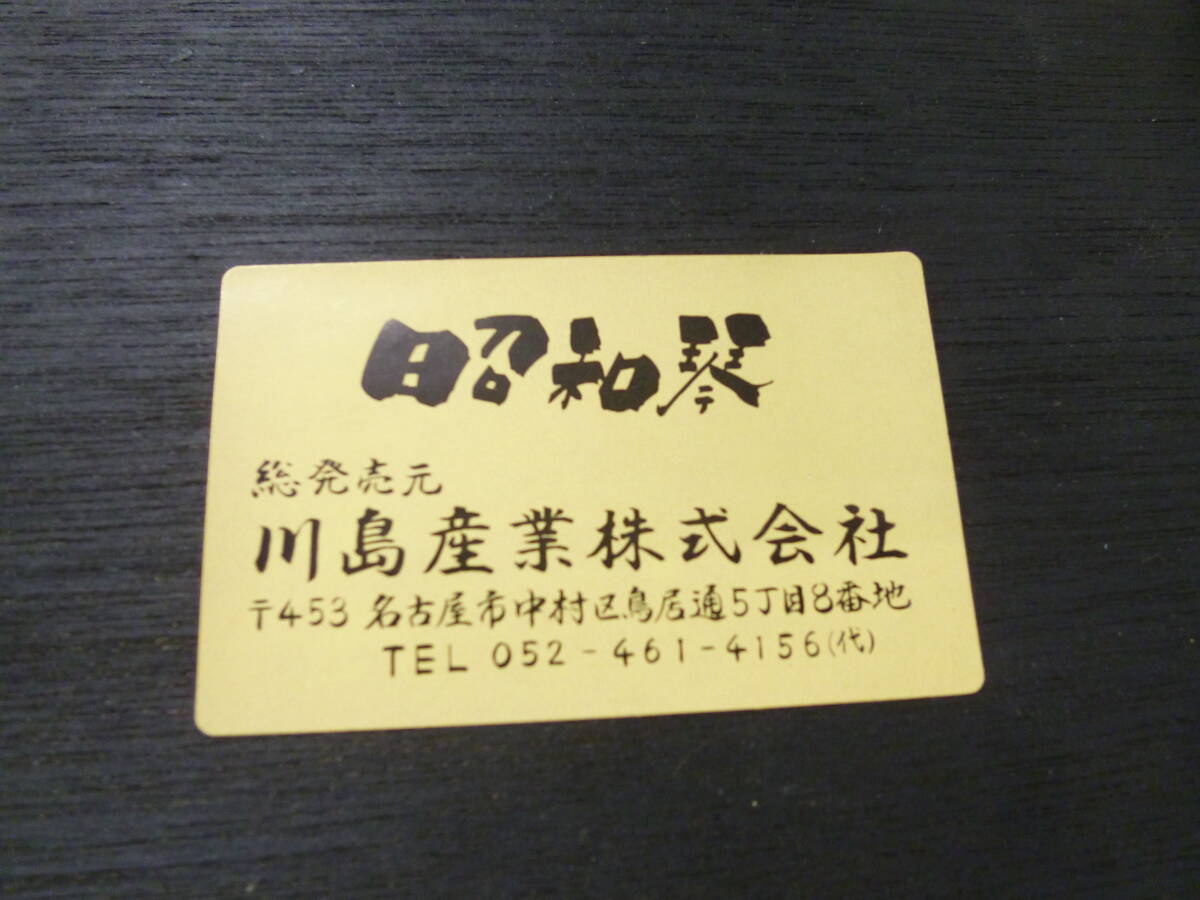 昭和琴
総発売元
川島産業株式会社
〒453 名古屋市中村区鳥居通5丁目8番地
TEL 052-461-4156(代)